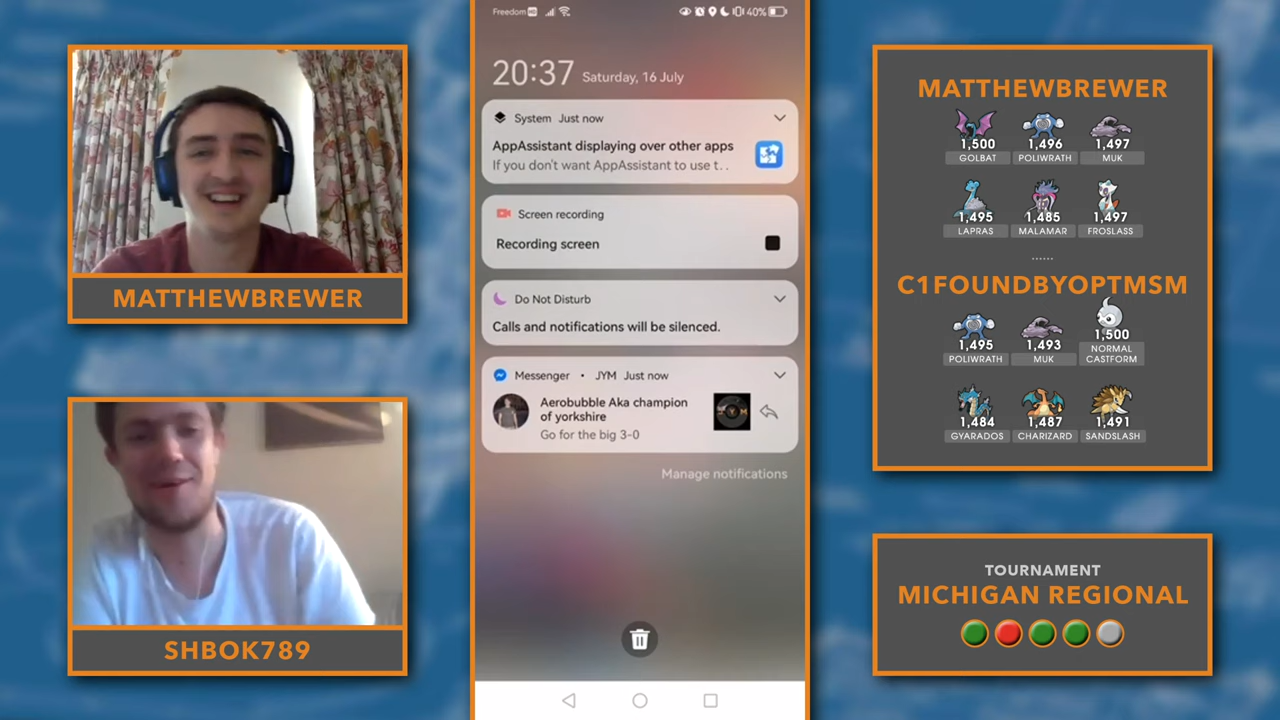 MATTHEWBREWER
SHBOK789
Freedom HD
40%
20:37 Saturday, 16 July
System Just now
AppAssistant displaying over other apps
If you don't want AppAssistant to use t..
Screen recording
Recording screen
Do Not Disturb
Calls and notifications will be silenced.
Messenger • JYM Just now
Aerobubble Aka champion
of yorkshire
Go for the big 3-0
Manage notifications
MATTHEWBREWER
1,500 1,496 1,497
GOLBAT POLIWRATH MUK
1,495 1,485 1,497
LAPRAS MALAMAR FROSLASS
......
C1FOUNDBYOPTMSM
1,495 1,493 1,500
POLIWRATH MUK NORMAL
CASTFORM
1,484 1,487 1,491
GYARADOS CHARIZARD SANDSLASH
TOURNAMENT
MICHIGAN REGIONAL